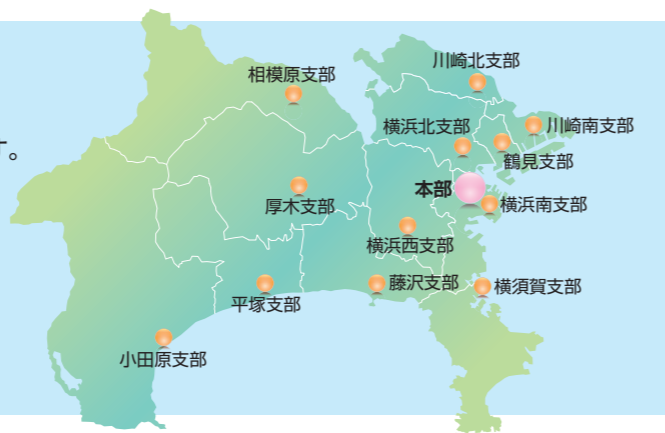 川崎北支部
相模原支部
横浜北支部
川崎南支部
す。
鶴見支部
本部
厚木支部
横浜南支部
横浜西支部
藤沢支部
横須賀支部
平塚支部
小田原支部